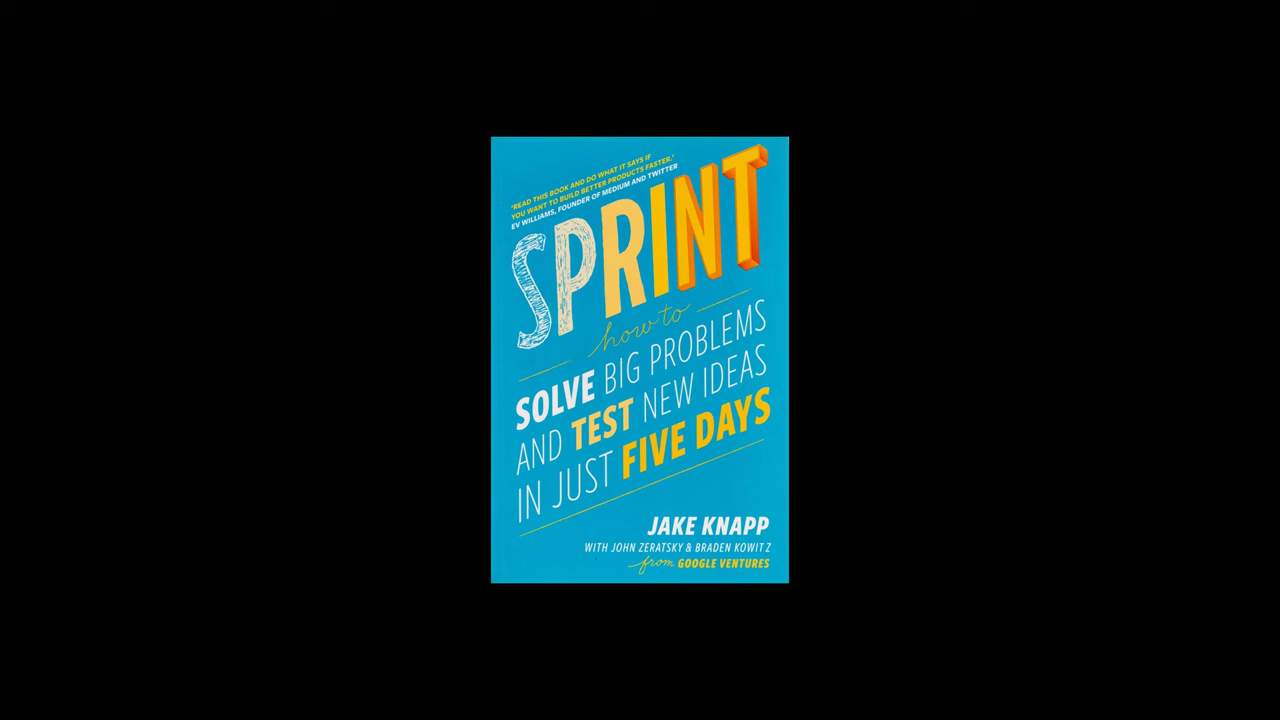 'READ THIS BOOK AND DO WHAT IT SAYS IF
YOU WANT TO BUILD BETTER PRODUCTS FASTER.'
EV WILLIAMS, FOUNDER OF MEDIUM AND TWITTER
SPRINT
how to
SOLVE BIG PROBLEMS
AND TEST NEW IDEAS
IN JUST FIVE DAYS
JAKE KNAPP
WITH JOHN ZERATSKY & BRADEN KOWITZ
from GOOGLE VENTURES